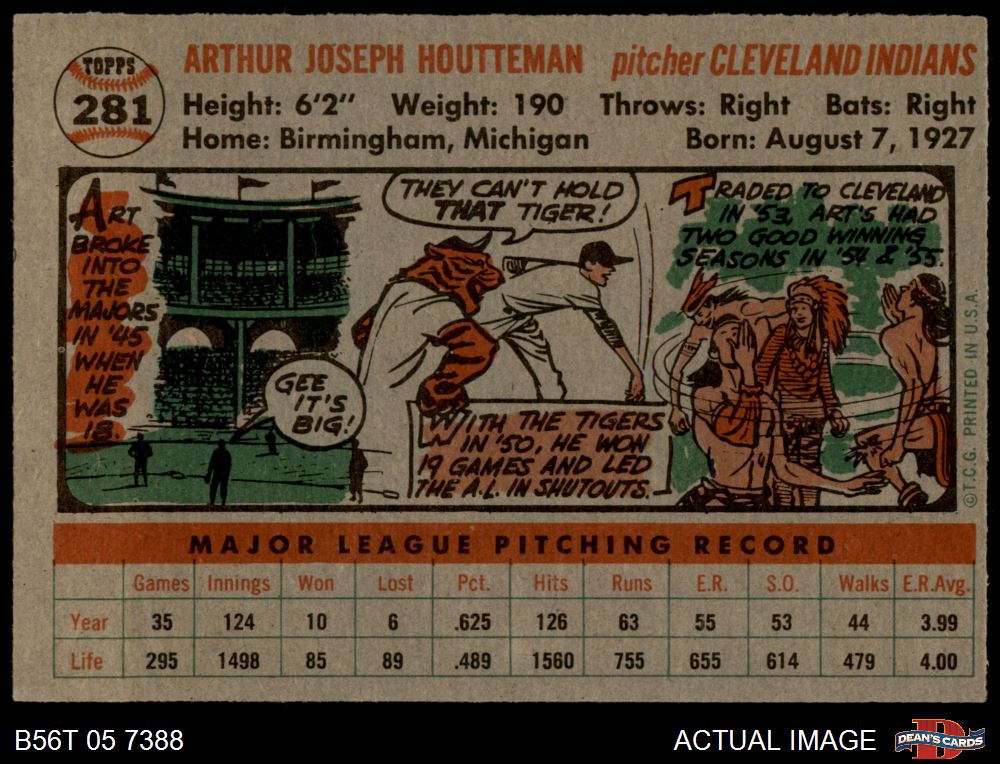 TOPPS
281
ARTHUR JOSEPH HOUTTEMAN pitcher CLEVELAND INDIANS
Height: 6'2" Weight: 190 Throws: Right Bats: Right
Home: Birmingham, Michigan Born: August 7, 1927
ART
BROKE
INTO
THE
MAJORS
IN '45
WHEN
HE
WAS
18.
GEE
IT'S
BIG!
THEY CAN'T HOLD
THAT TIGER!
WITH THE TIGERS
IN '50, HE WON
19 GAMES AND LED
THE A.L. IN SHUTOUTS.
TRADED TO CLEVELAND
IN '53, ART'S HAD
TWO GOOD WINNING
SEASONS IN '54 & '55.
© T.C.G. PRINTED IN U.S.A.
MAJOR LEAGUE PITCHING RECORD
Games Innings Won Lost Pct. Hits Runs E.R. S.O. Walks E.R.Avg.
Year 35 124 10 6 .625 126 63 55 53 44 3.99
Life 295 1498 85 89 .489 1560 755 655 614 479 4.00
B56T 05 7388 ACTUAL IMAGE
D
DEAN'S CARDS